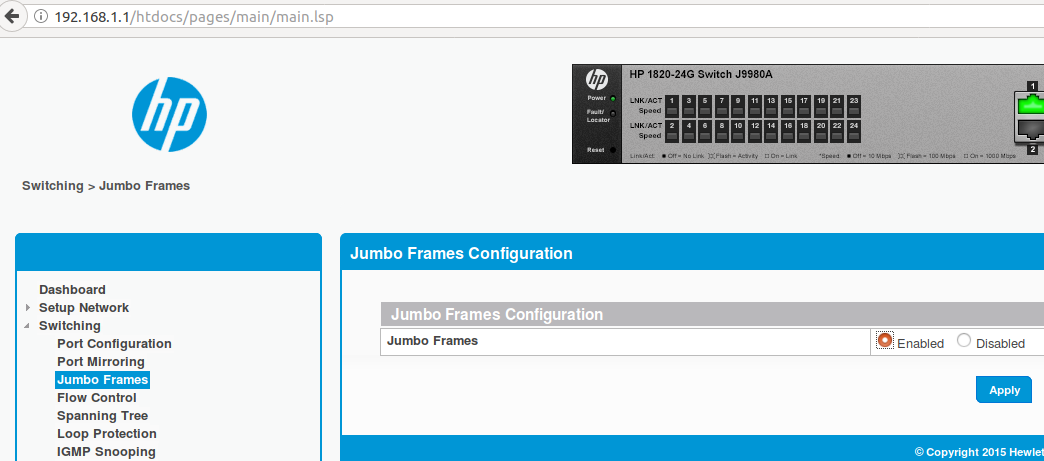 192.168.1.1/htdocs/pages/main/main.lsp
hp
hp
HP 1820-24G Switch J9980A
Power
Fault/
Locator
Reset
LNK/ACT 1 3 5 7 9 11 13 15 17 19 21 23
Speed
LNK/ACT 2 4 6 8 10 12 14 16 18 20 22 24
Speed
Link/Act: Off = No Link Flash = Activity On = Link *Speed Off = 10 Mbps Flash = 100 Mbps On = 1000 Mbps
1
2
Switching > Jumbo Frames
Dashboard
Setup Network
Switching
Port Configuration
Port Mirroring
Jumbo Frames
Flow Control
Spanning Tree
Loop Protection
IGMP Snooping
Jumbo Frames Configuration
Jumbo Frames Configuration
Jumbo Frames Enabled Disabled
Apply
© Copyright 2015 Hewlet